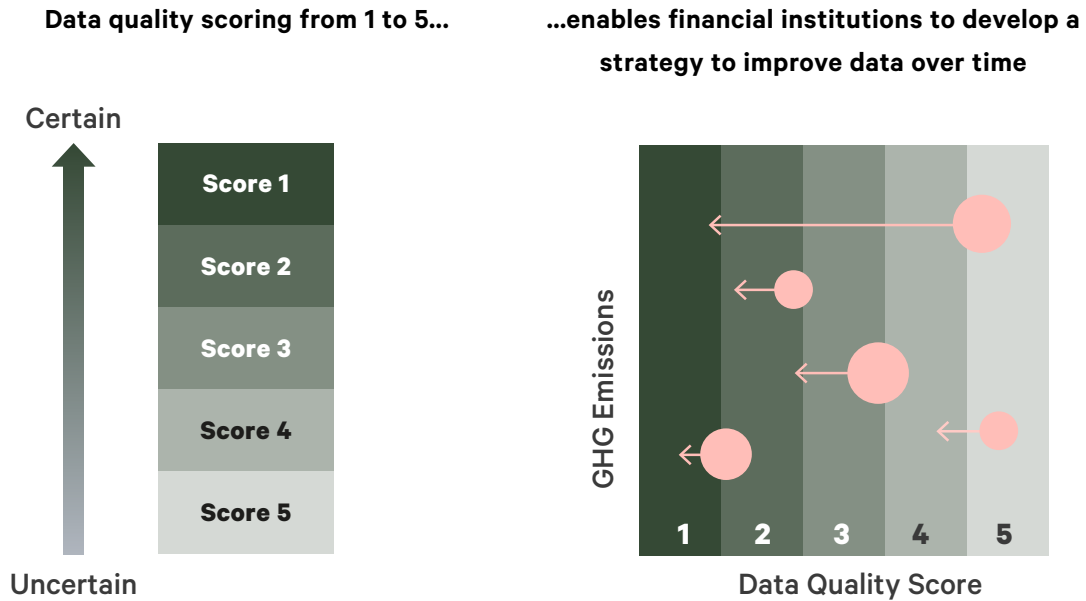 Data quality scoring from 1 to 5...
...enables financial institutions to develop a
strategy to improve data over time
Certain
Score 1
Score 2
Score 3
Score 4
Score 5
Uncertain
GHG Emissions
1 2 3 4 5
Data Quality Score